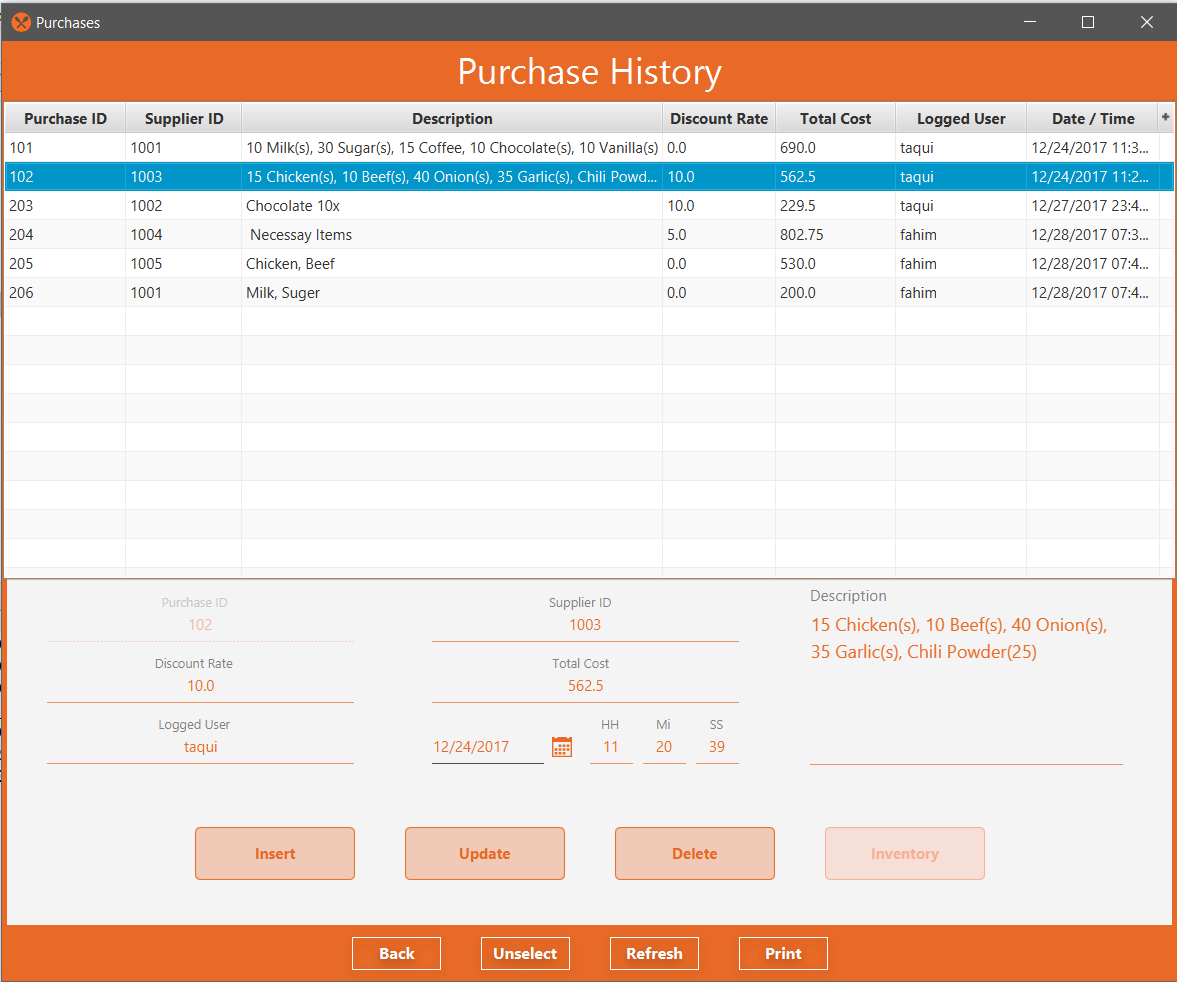 Purchases
Purchase History
Purchase ID Supplier ID Description Discount Rate Total Cost Logged User Date / Time +
101 1001 10 Milk(s), 30 Sugar(s), 15 Coffee, 10 Chocolate(s), 10 Vanilla(s) 0.0 690.0 taqui 12/24/2017 11:3...
102 1003 15 Chicken(s), 10 Beef(s), 40 Onion(s), 35 Garlic(s), Chili Powd... 10.0 562.5 taqui 12/24/2017 11:2...
203 1002 Chocolate 10x 10.0 229.5 taqui 12/27/2017 23:4...
204 1004 Necessay Items 5.0 802.75 fahim 12/28/2017 07:3...
205 1005 Chicken, Beef 0.0 530.0 fahim 12/28/2017 07:4...
206 1001 Milk, Suger 0.0 200.0 fahim 12/28/2017 07:4...
Purchase ID
102
Supplier ID
1003
Description
15 Chicken(s), 10 Beef(s), 40 Onion(s),
35 Garlic(s), Chili Powder(25)
Discount Rate
10.0
Total Cost
562.5
Logged User
taqui
HH Mi SS
12/24/2017 11 20 39
Insert Update Delete Inventory
Back Unselect Refresh Print